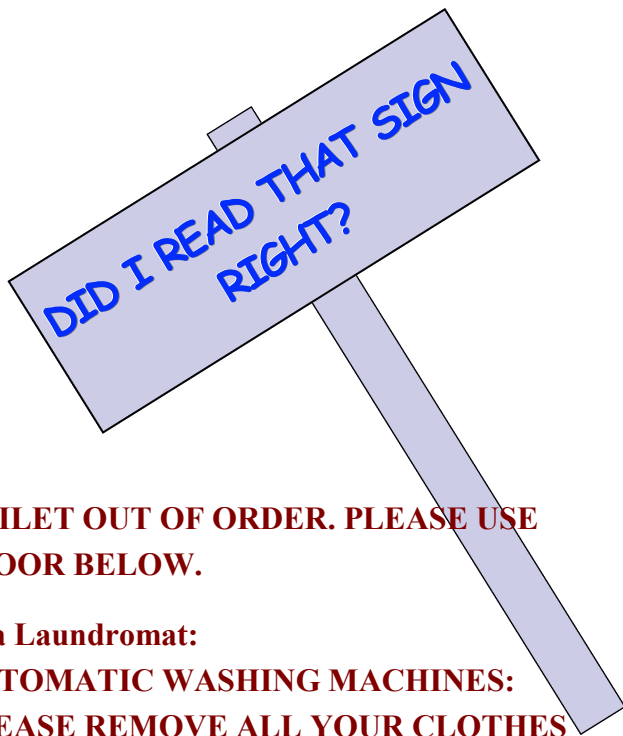 DID I READ THAT SIGN
RIGHT?
ILET OUT OF ORDER. PLEASE USE
OOR BELOW.
a Laundromat:
TOMATIC WASHING MACHINES:
EASE REMOVE ALL YOUR CLOTHES